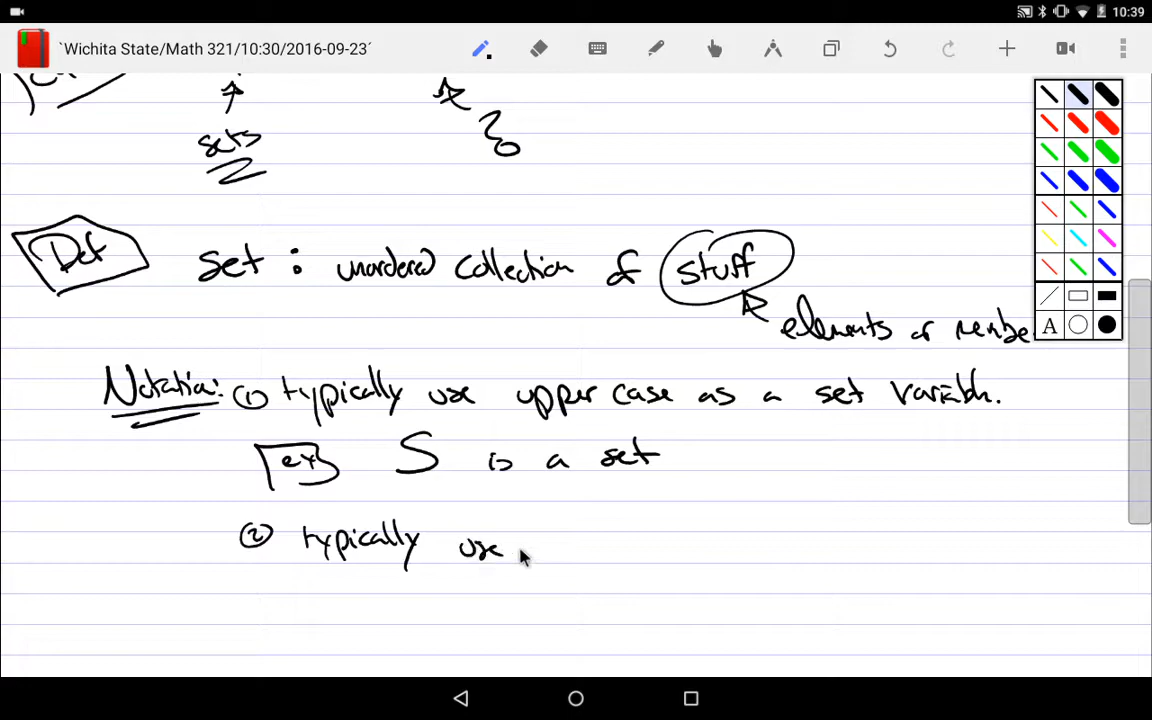 10:39
`Wichita State/Math 321/10:30/2016-09-23´
sets
Def set : unordered collection of stuff
elements or membe
Notation: ① typically use upper case as a set variable.
ex S is a set
② typically use
A